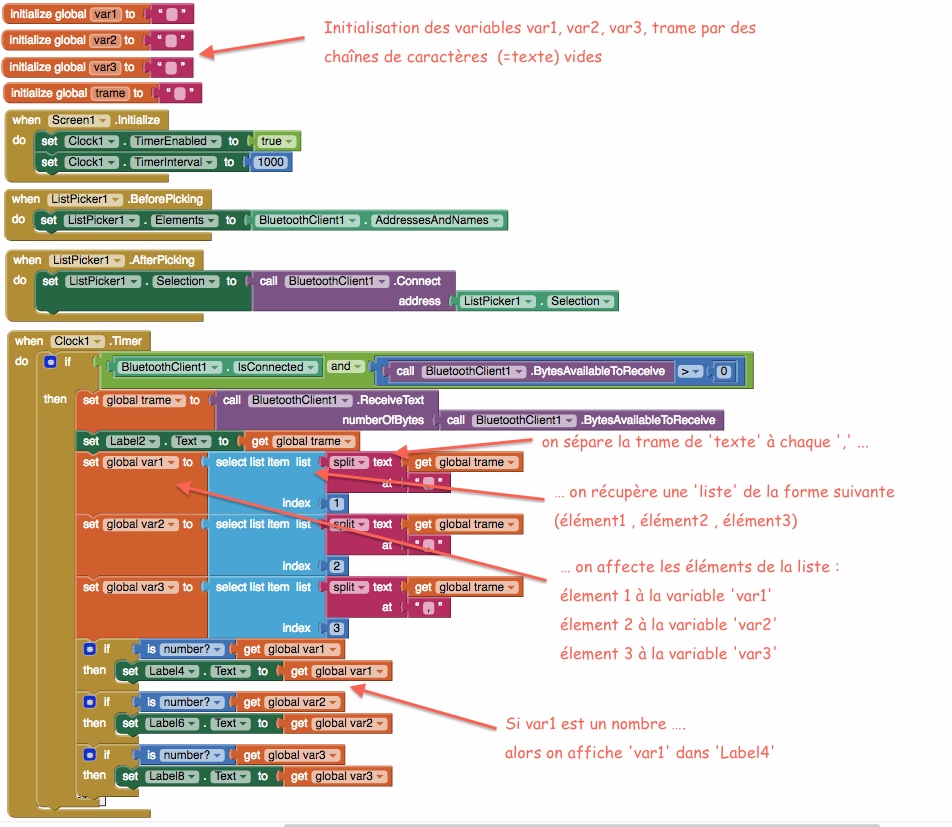 initialize global var1 to " "
Initialisation des variables var1, var2, var3, trame par des
initialize global var2 to " "
chaînes de caractères (=texte) vides
initialize global var3 to " "
initialize global trame to " "
when Screen1 .Initialize
do set Clock1 . TimerEnabled to true
set Clock1 . TimerInterval to 1000
when ListPicker1 .BeforePicking
do set ListPicker1 . Elements to BluetoothClient1 . AddressesAndNames
when ListPicker1 .AfterPicking
do set ListPicker1 . Selection to call BluetoothClient1 .Connect
address ListPicker1 . Selection
when Clock1 .Timer
do if BluetoothClient1 . IsConnected and call BluetoothClient1 .BytesAvailableToReceive > 0
then set global trame to call BluetoothClient1 .ReceiveText
numberOfBytes call BluetoothClient1 .BytesAvailableToReceive
set Label2 . Text to get global trame
on sépare la trame de 'texte' à chaque ',' ...
set global var1 to select list item list split text get global trame
at " , "
... on récupère une 'liste' de la forme suivante
index 1
(élément1 , élément2 , élément3)
set global var2 to select list item list split text get global trame
at " , "
index 2
... on affecte les éléments de la liste :
set global var3 to select list item list split text get global trame
élement 1 à la variable 'var1'
at " , "
élement 2 à la variable 'var2'
index 3
élement 3 à la variable 'var3'
if is number? get global var1
then set Label4 . Text to get global var1
if is number? get global var2
then set Label6 . Text to get global var2
Si var1 est un nombre ....
alors on affiche 'var1' dans 'Label4'
if is number? get global var3
then set Label8 . Text to get global var3